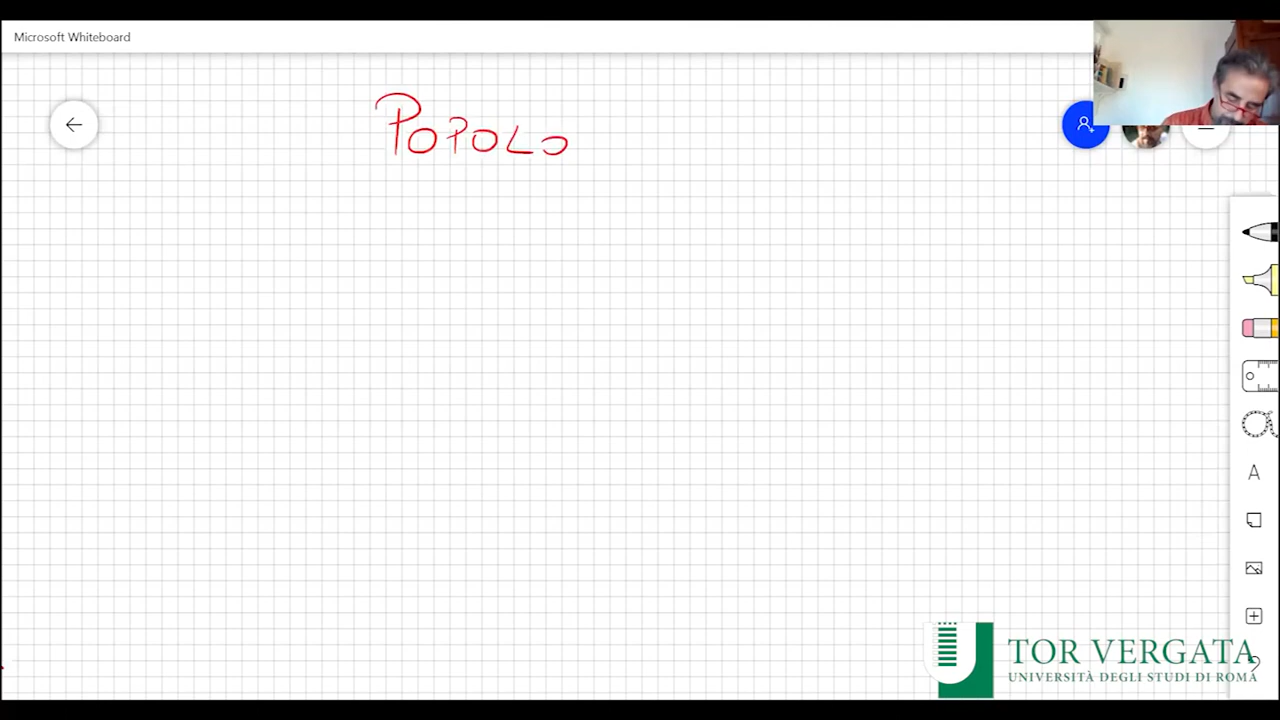 Microsoft Whiteboard
POPOLO
A
TOR VERGATA
UNIVERSITÀ DEGLI STUDI DI ROMA